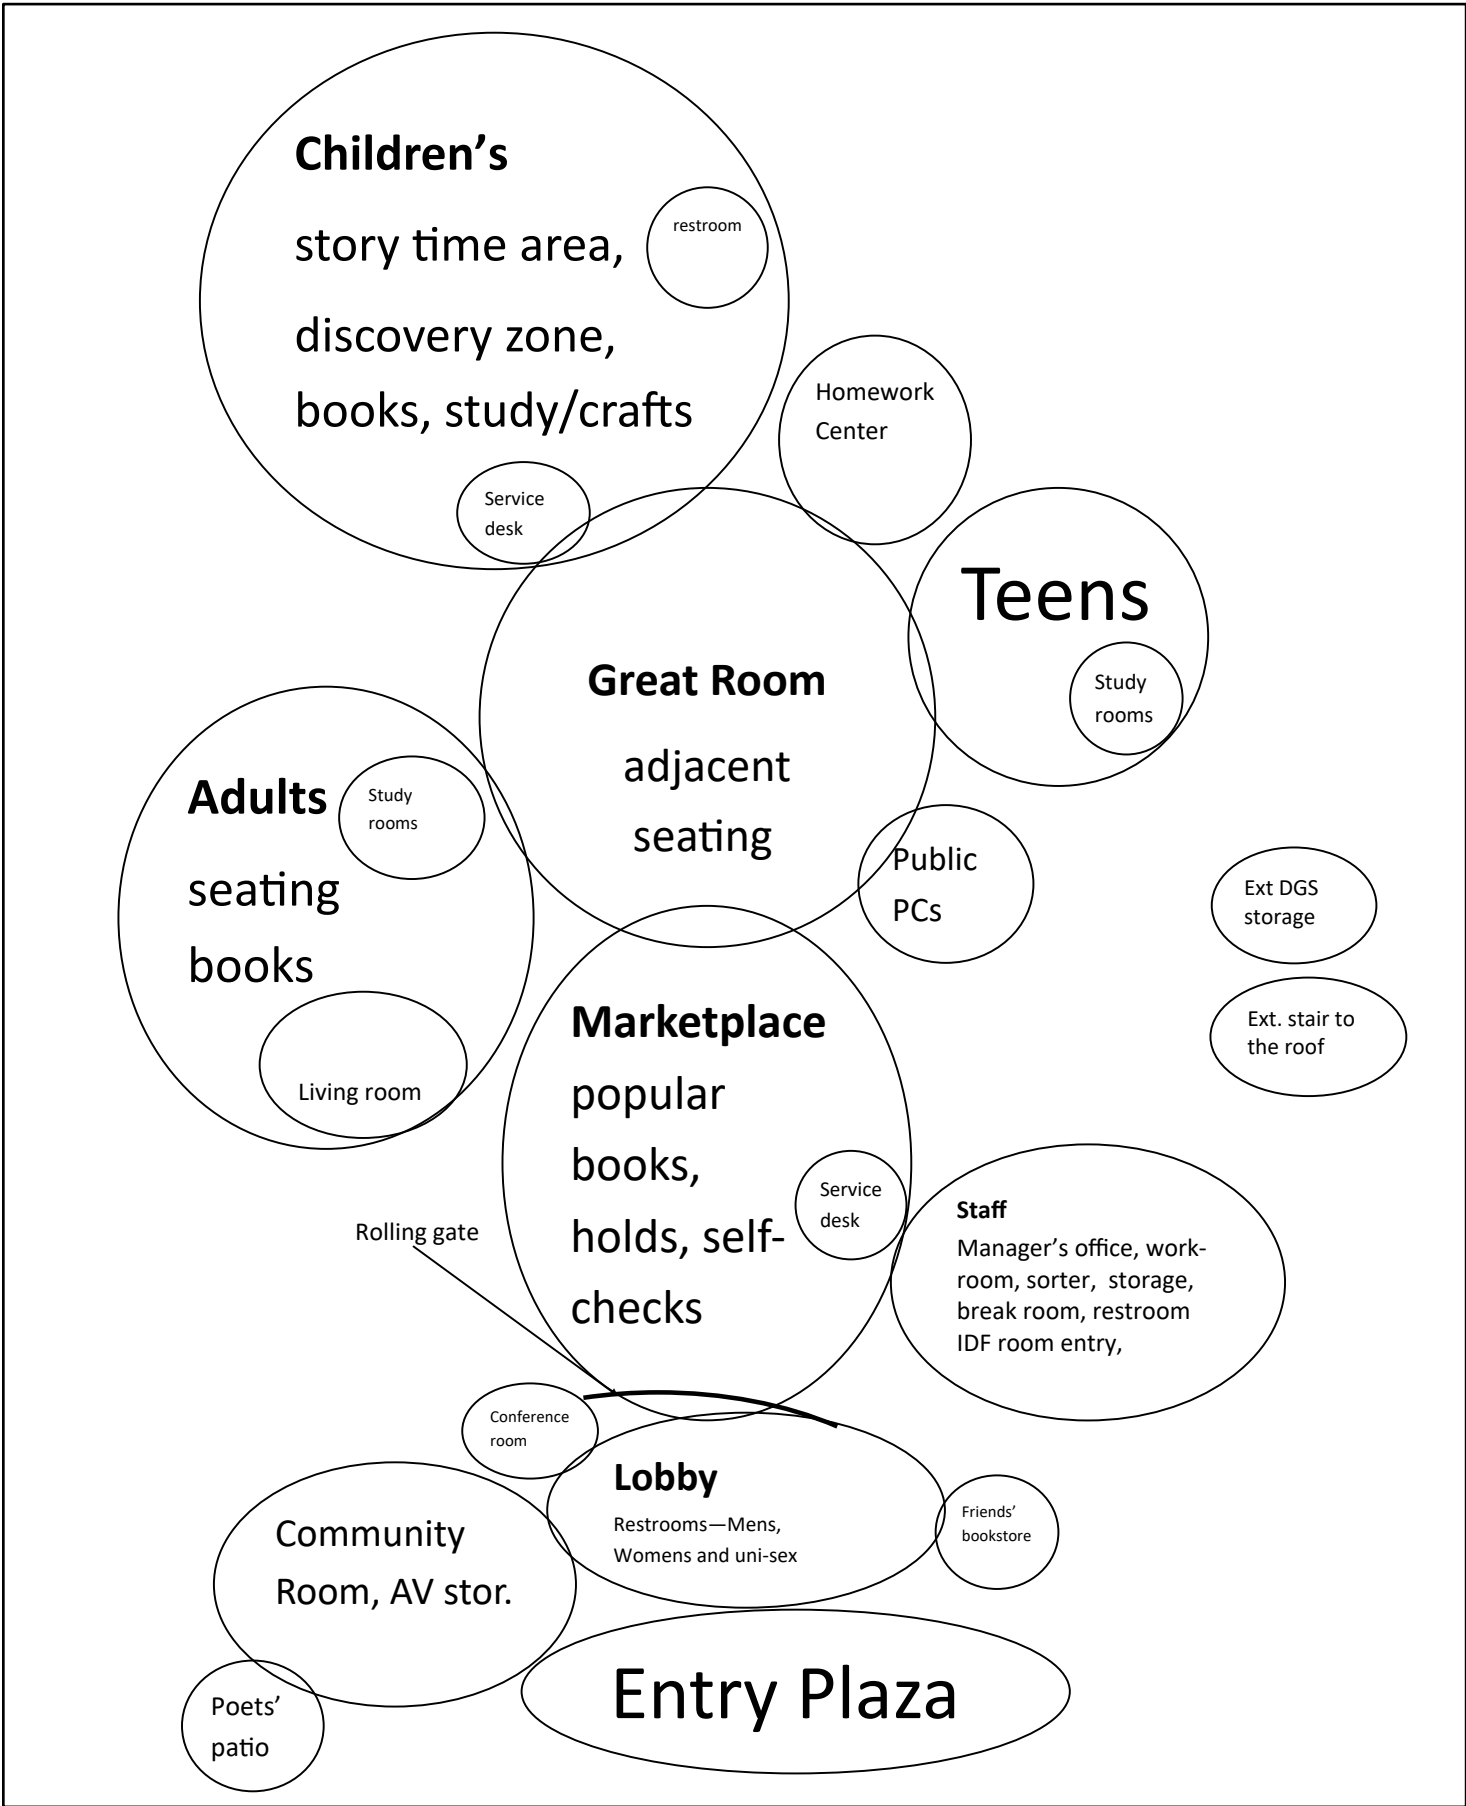 Children’s
story time area,
restroom
discovery zone,
books, study/crafts
Service
desk
Homework
Center
Teens
Study
rooms
Great Room
adjacent
seating
Adults
Study
rooms
seating
books
Living room
Public
PCs
Ext DGS
storage
Ext. stair to
the roof
Marketplace
popular
books,
holds, self-
checks
Service
desk
Staff
Manager’s office, work-
room, sorter, storage,
break room, restroom
IDF room entry,
Rolling gate
Conference
room
Lobby
Restrooms—Mens,
Womens and uni-sex
Friends’
bookstore
Community
Room, AV stor.
Entry Plaza
Poets’
patio